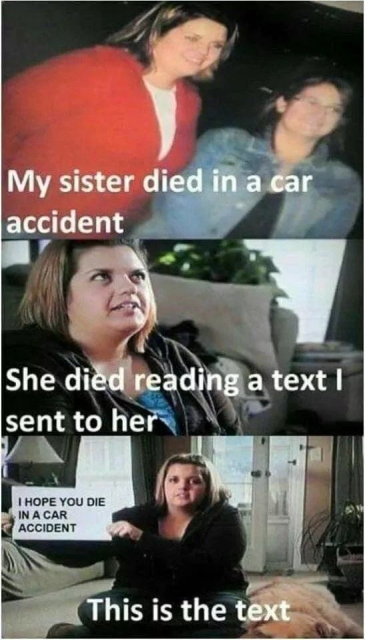 My sister died in a car
accident
She died reading a text I
sent to her
I HOPE YOU DIE
IN A CAR
ACCIDENT
This is the text